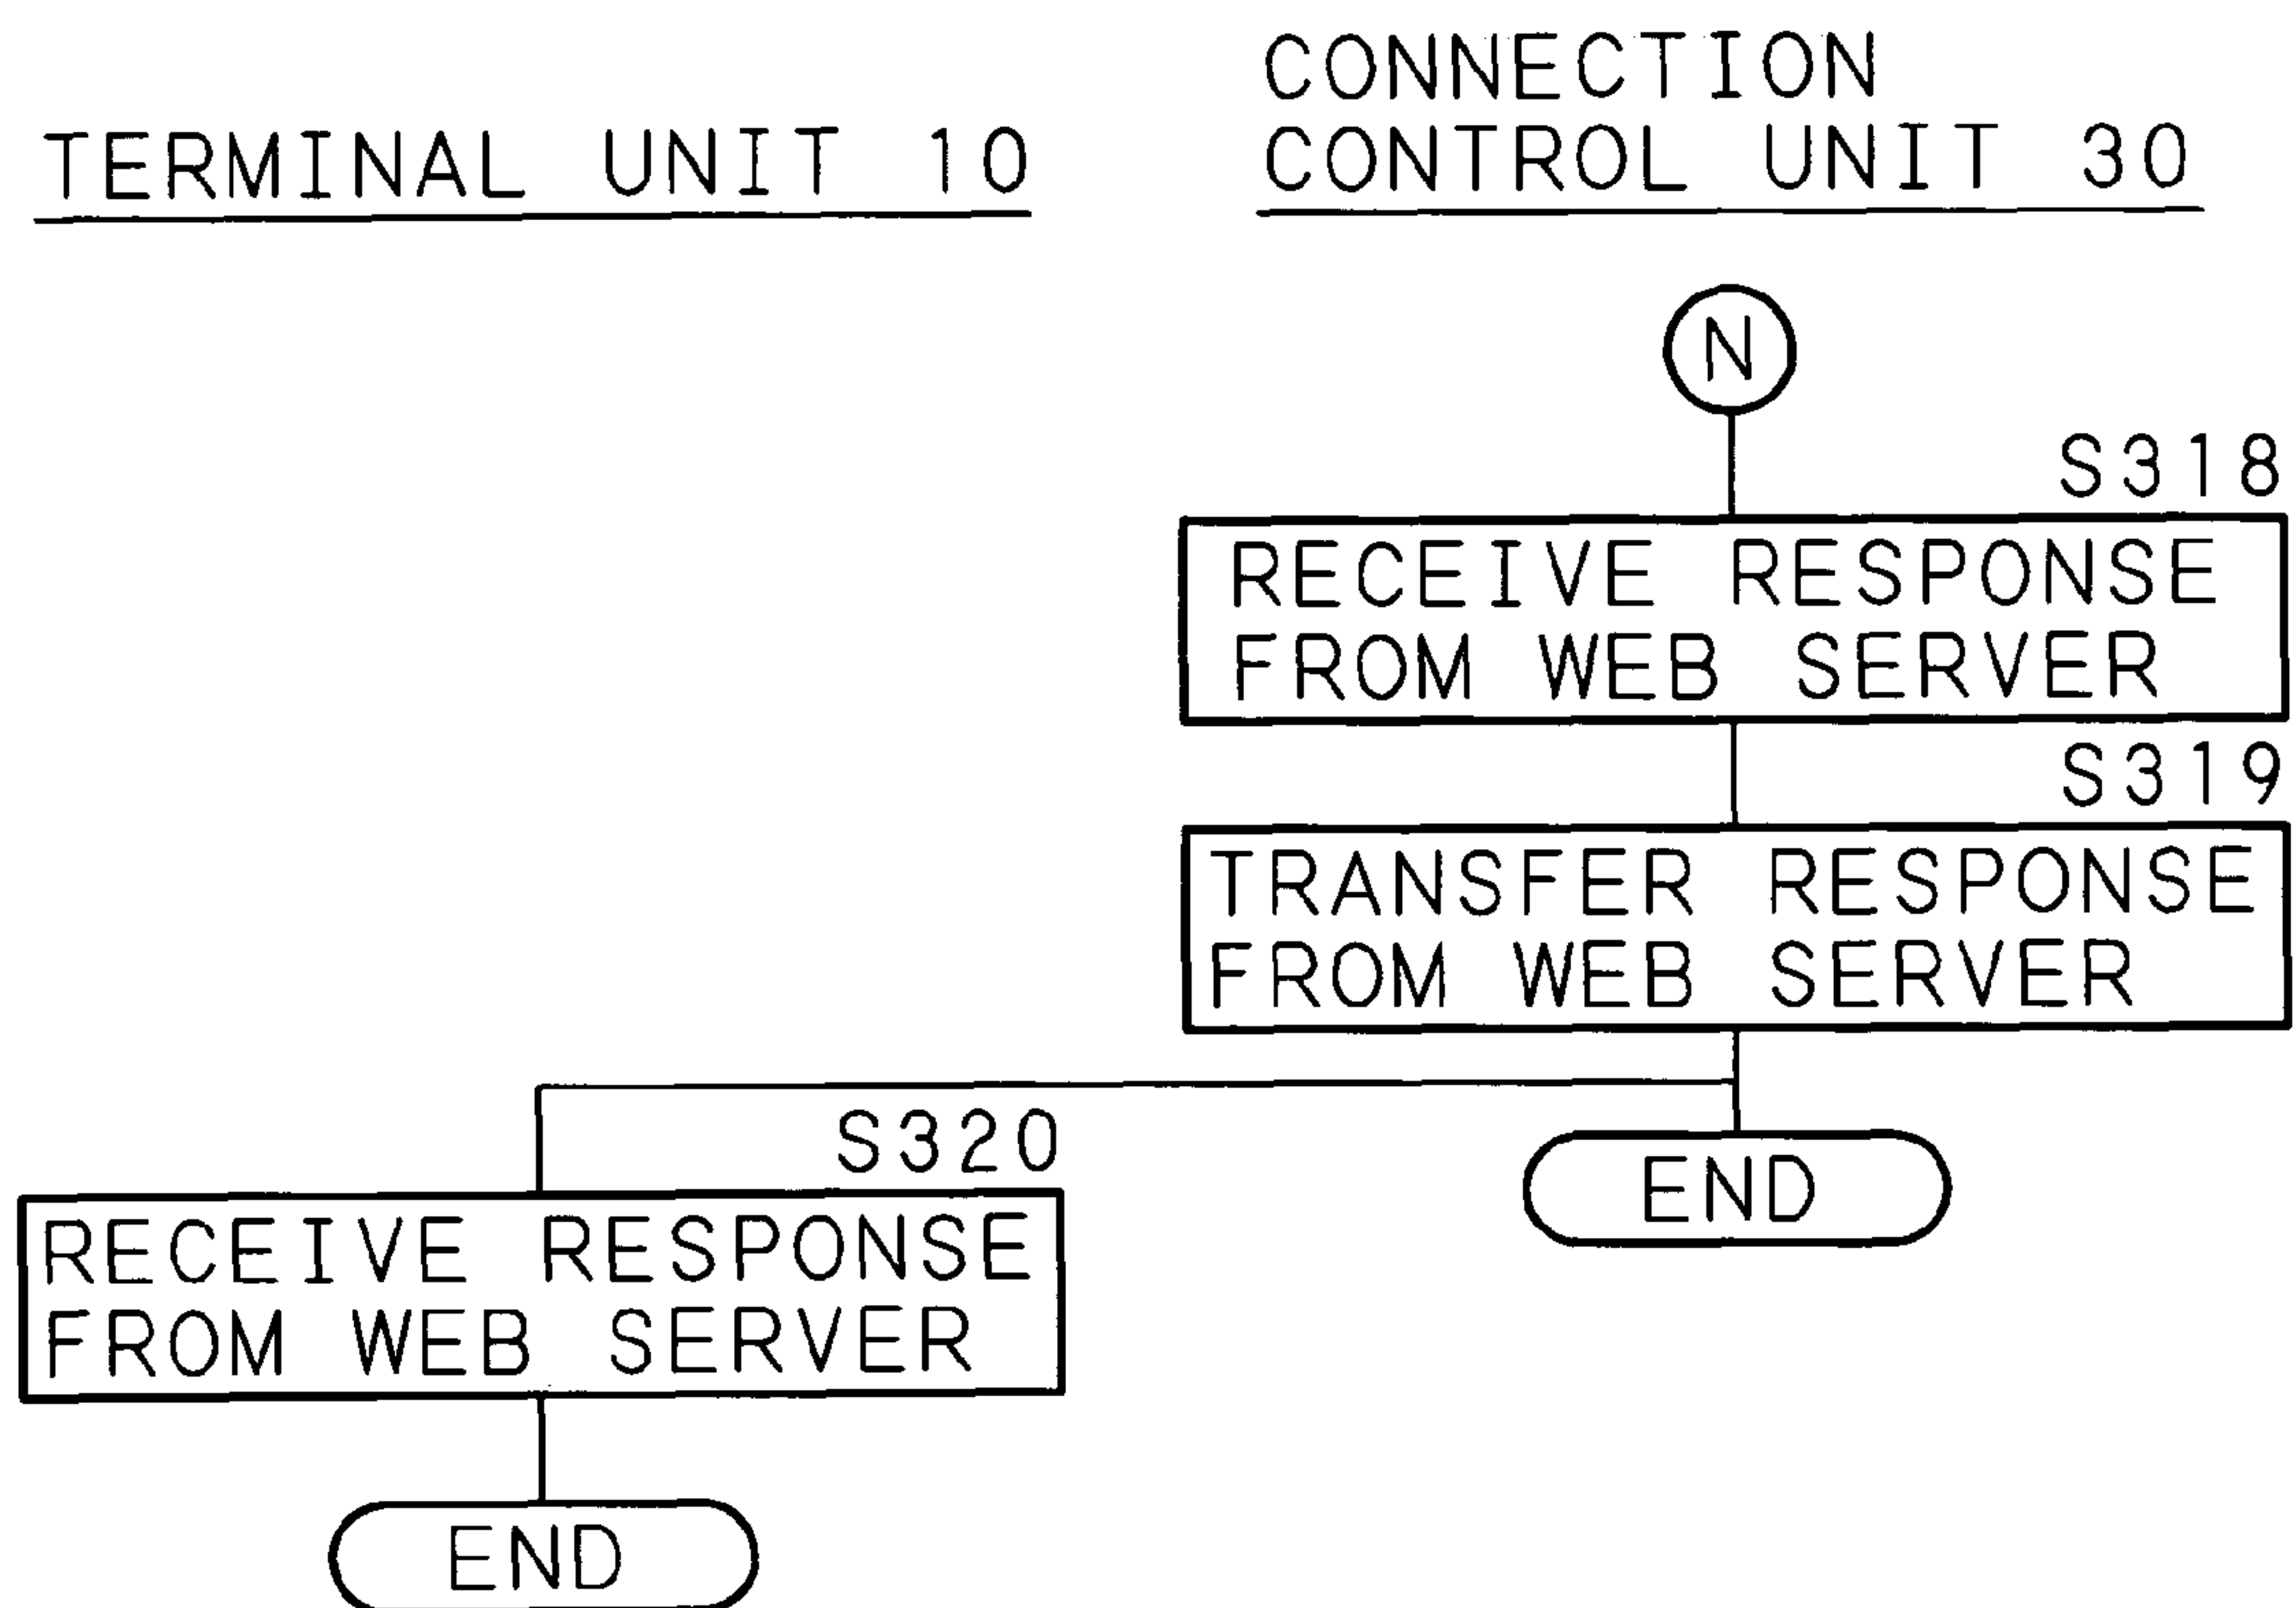 TERMINAL UNIT 10
CONNECTION
CONTROL UNIT 30
N
S318
RECEIVE RESPONSE
FROM WEB SERVER
S319
TRANSFER RESPONSE
FROM WEB SERVER
S320
RECEIVE RESPONSE
FROM WEB SERVER
END
END